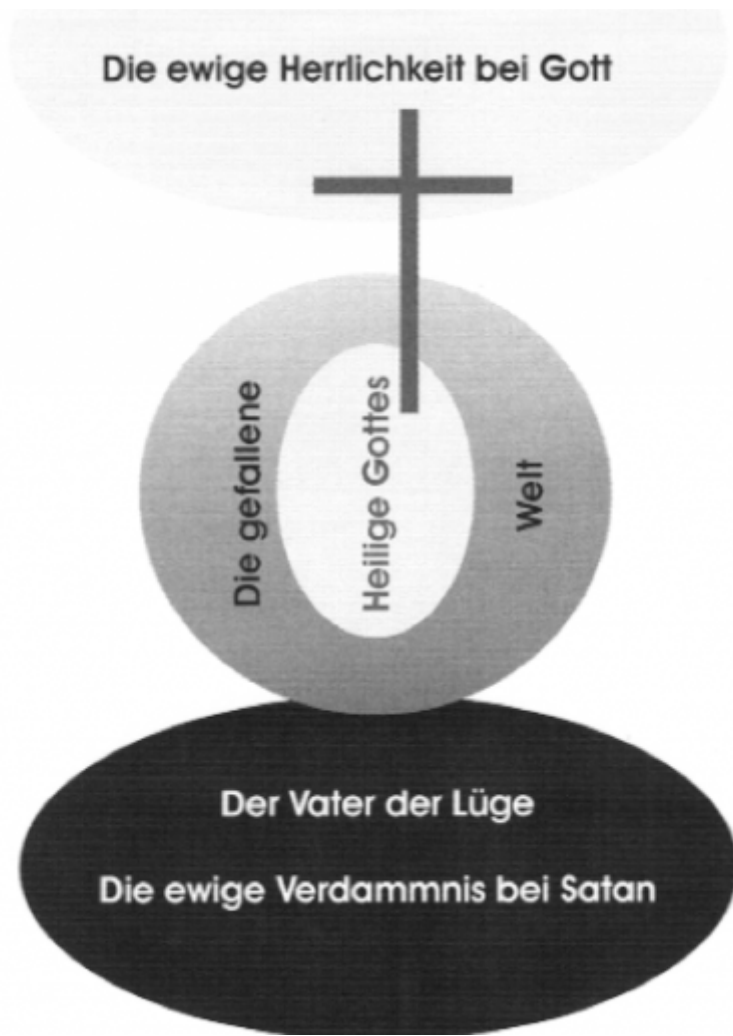 Die ewige Herrlichkeit bei Gott
Die gefallene
Heilige Gottes
Welt
Der Vater der Lüge
Die ewige Verdammnis bei Satan